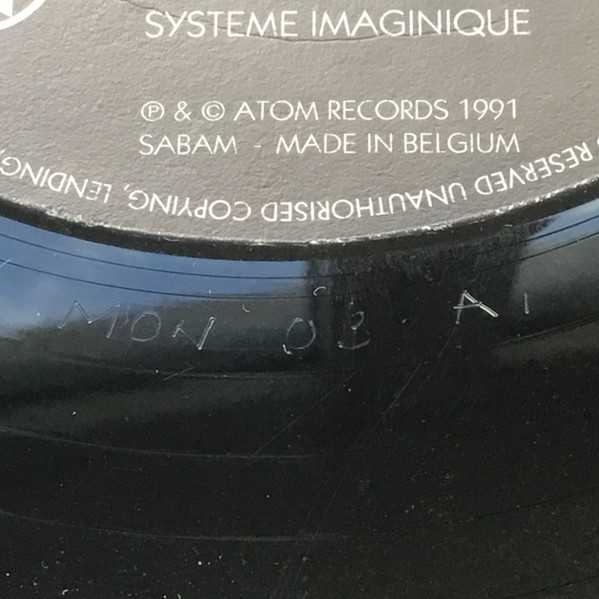 SYSTEME IMAGINIQUE
℗ & © ATOM RECORDS 1991
SABAM - MADE IN BELGIUM
RESERVED UNAUTHORISED COPYING, LENDING,
MON 03 A1